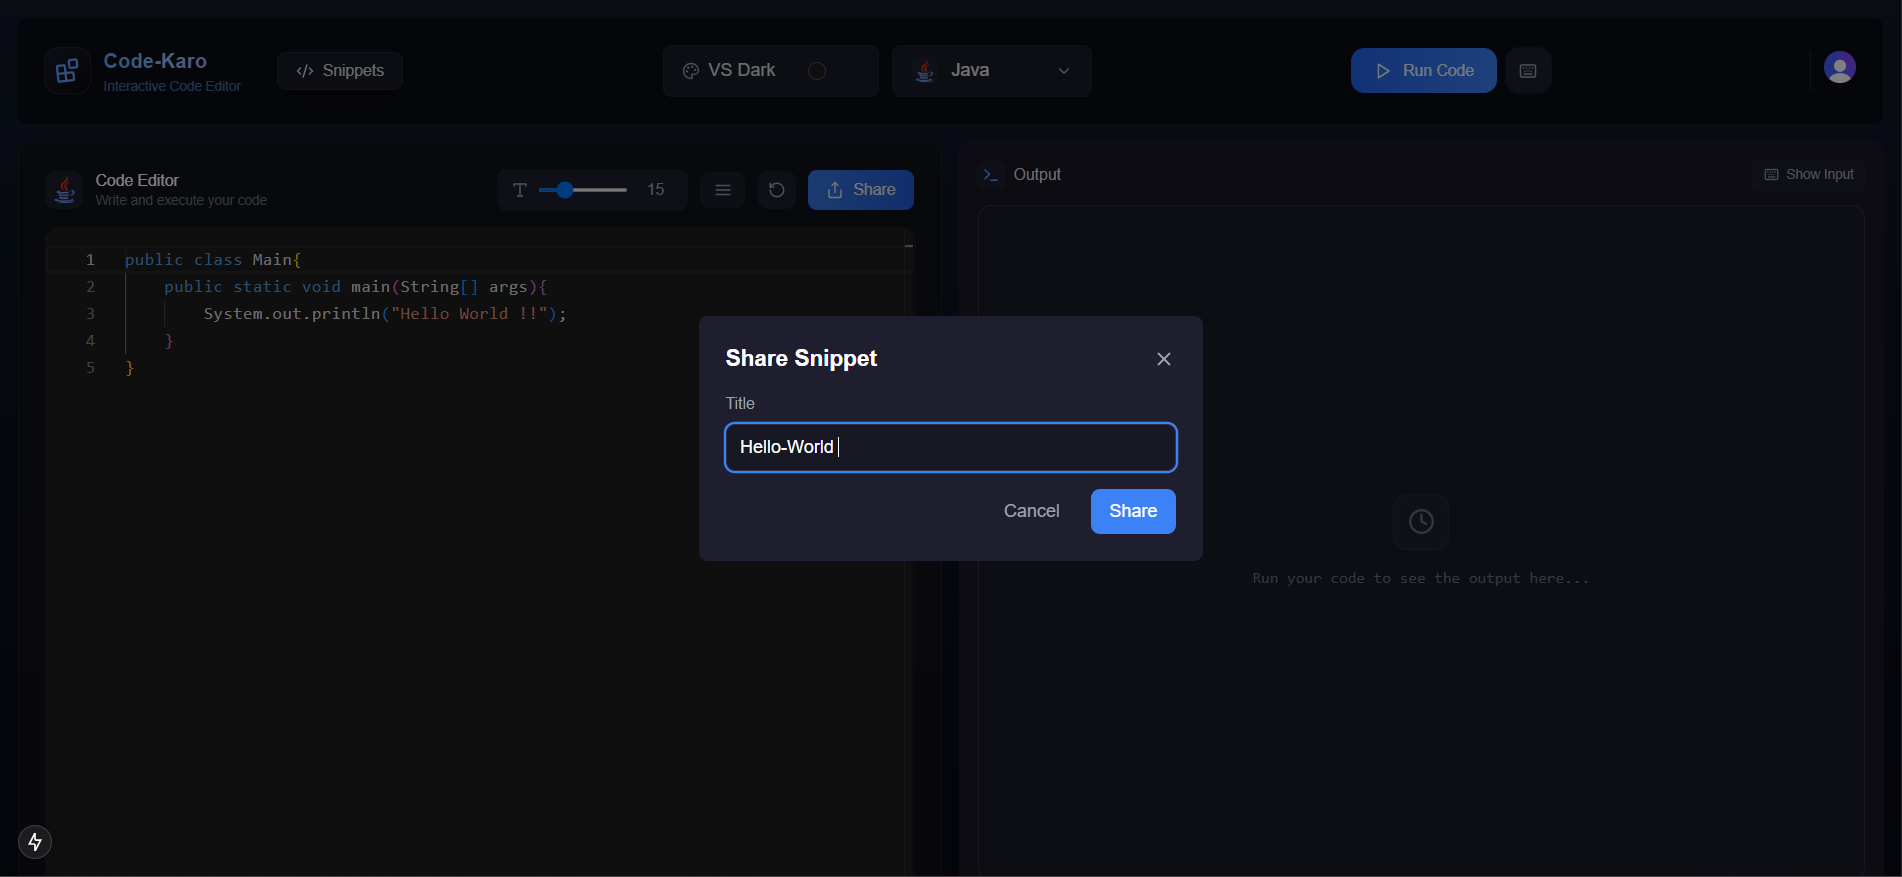 Code-Karo
Interactive Code Editor
Snippets
VS Dark
Java
Run Code
Code Editor
Write and execute your code
15
Share
1 public class Main{
2 public static void main(String[] args){
3 System.out.println("Hello World !!");
4 }
5 }
Output
Show Input
Run your code to see the output here...
Share Snippet
Title
Hello-World
Cancel
Share